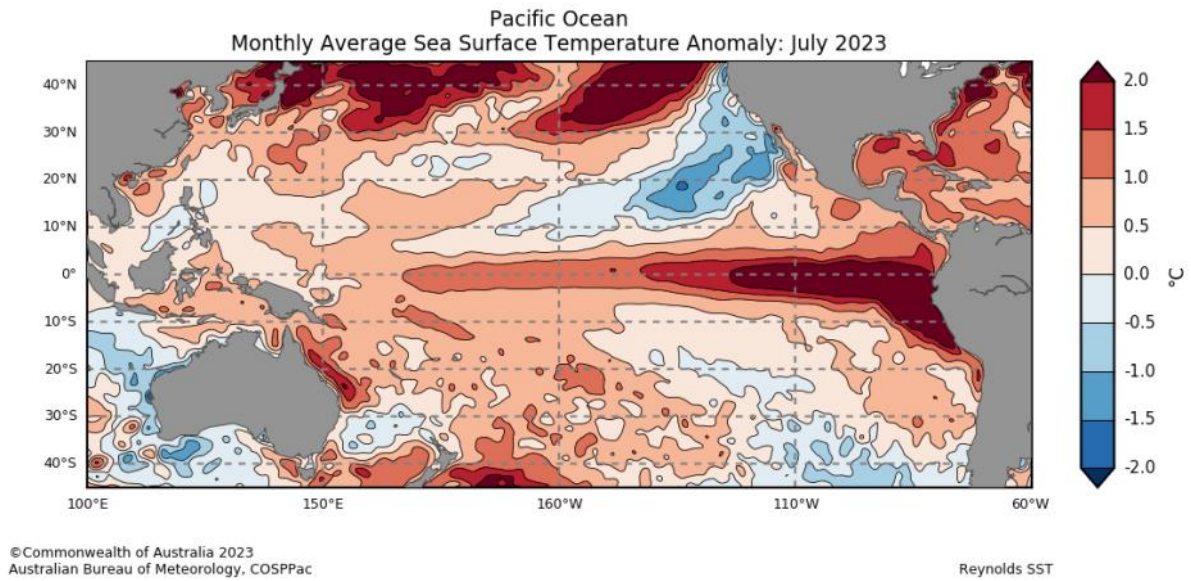 Pacific Ocean
Monthly Average Sea Surface Temperature Anomaly: July 2023
40°N
30°N
20°N
10°N
0°
10°S
20°S
30°S
40°S
100°E
150°E
160°W
110°W
60°W
2.0
1.5
1.0
0.5
0.0
-0.5
-1.0
-1.5
-2.0
°C
©Commonwealth of Australia 2023
Australian Bureau of Meteorology, COSPPac
Reynolds SST